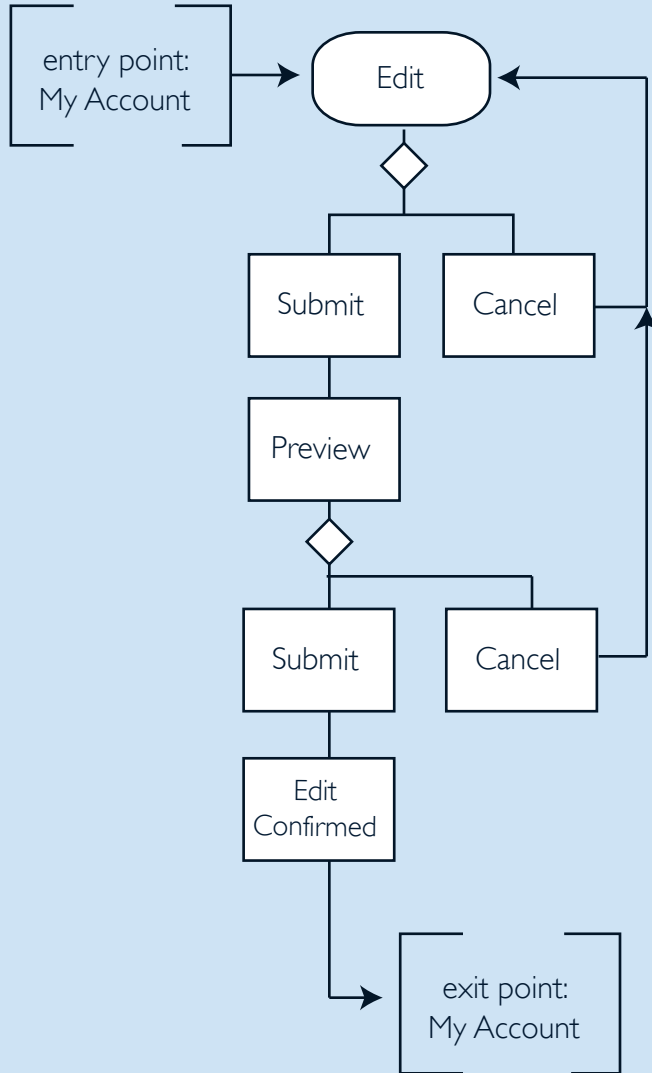 entry point:
My Account
Edit
Submit
Cancel
Preview
Submit
Cancel
Edit
Confirmed
exit point:
My Account